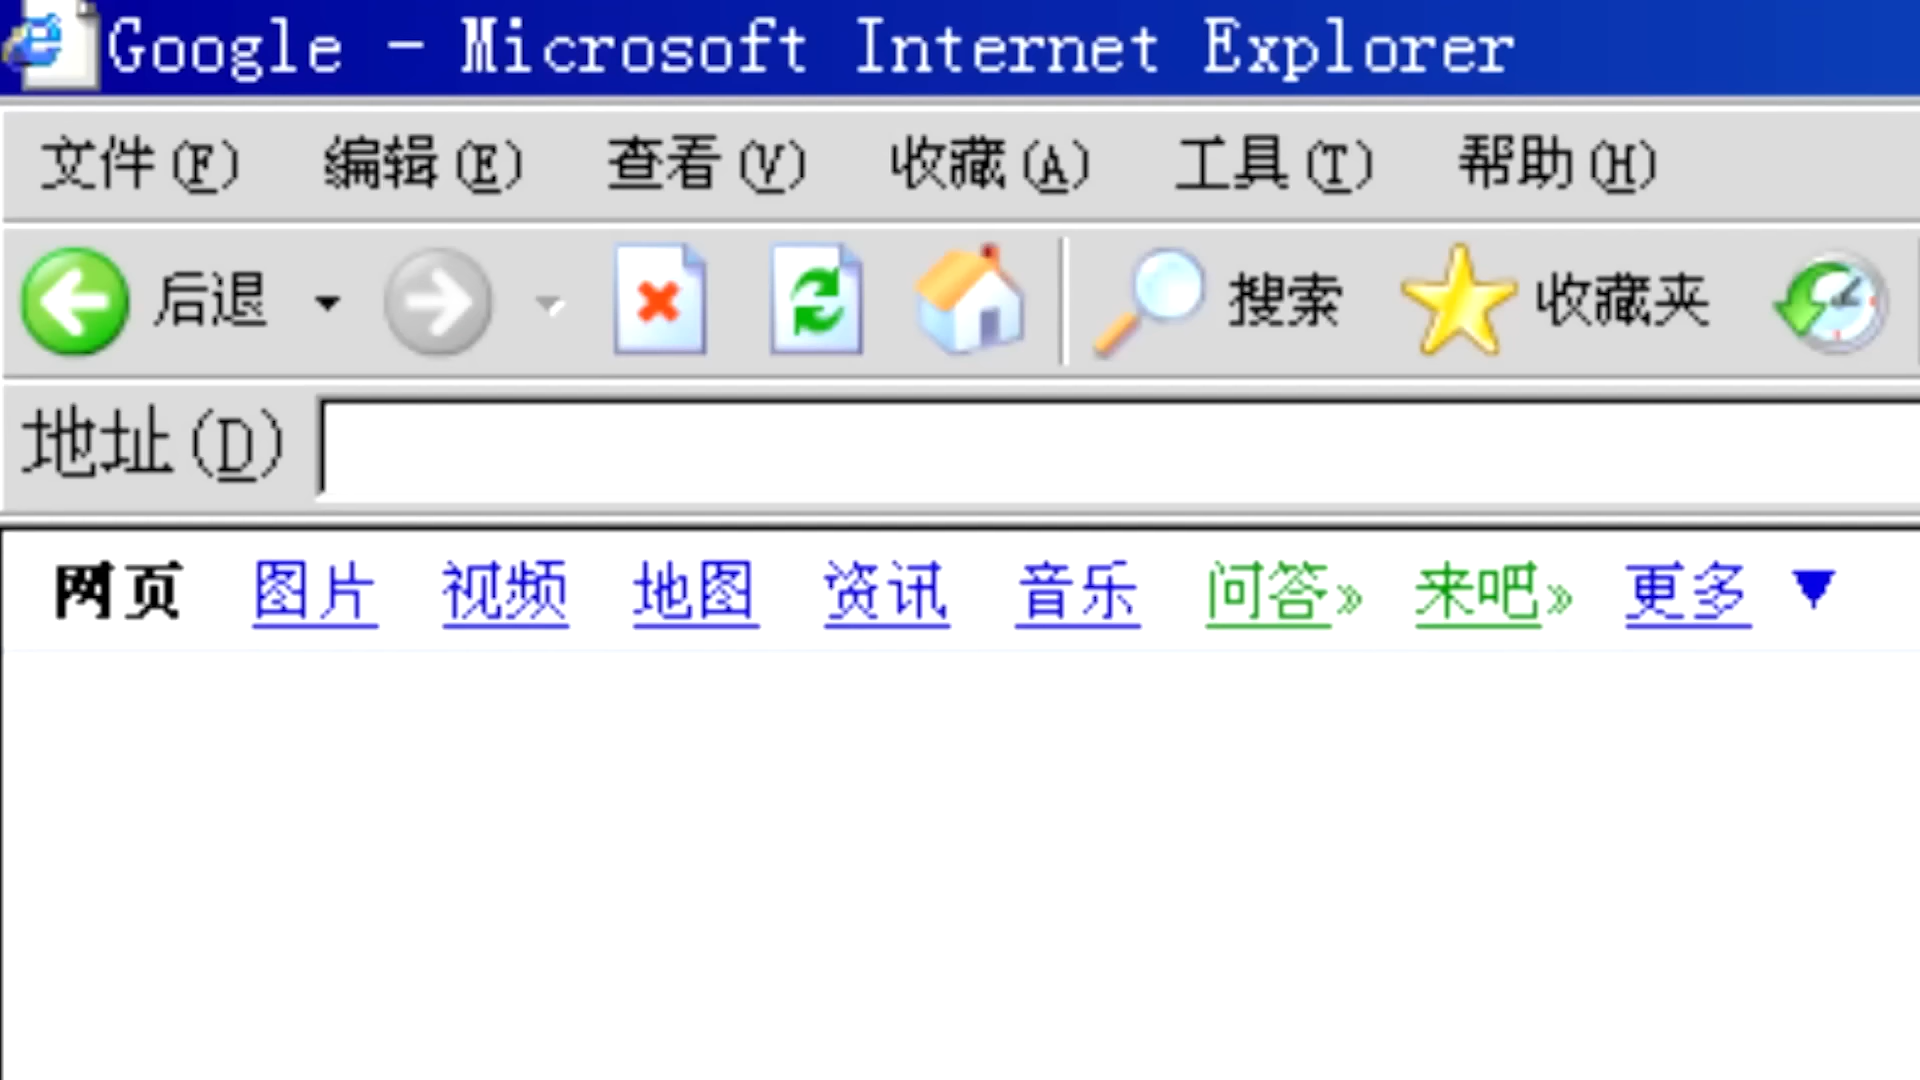 Google - Microsoft Internet Explorer
文件(F) 编辑(E) 查看(V) 收藏(A) 工具(T) 帮助(H)
后退 搜索 收藏夹
地址(D)
网页 图片 视频 地图 资讯 音乐 问答» 来吧» 更多 ▼